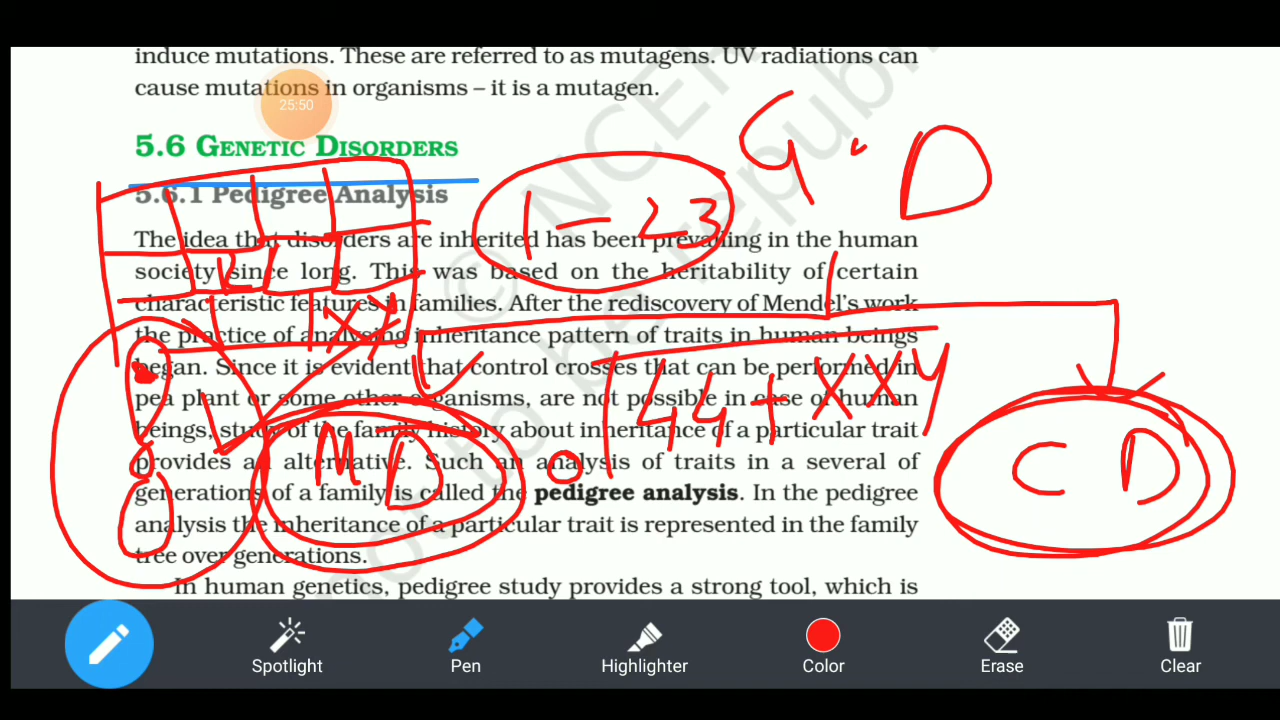 induce mutations. These are referred to as mutagens. UV radiations can
cause mutations in organisms – it is a mutagen.
25:50
5.6 GENETIC DISORDERS
5.6.1 Pedigree Analysis
G. D
1 - 23
The idea that disorders are inherited has been prevailing in the human
society since long. This was based on the heritability of certain
characteristic features in families. After the rediscovery of Mendel's work
the practice of analysing inheritance pattern of traits in human beings
began. Since it is evident that control crosses that can be performed in
pea plant or some other organisms, are not possible in case of human
beings, study of the family history about inheritance of a particular trait
provides an alternative. Such an analysis of traits in a several of
generations of a family is called the pedigree analysis. In the pedigree
analysis the inheritance of a particular trait is represented in the family
tree over generations.
In human genetics, pedigree study provides a strong tool, which is
44+XXY
M D
C D
© NCER
to be republi
Spotlight Pen Highlighter Color Erase Clear